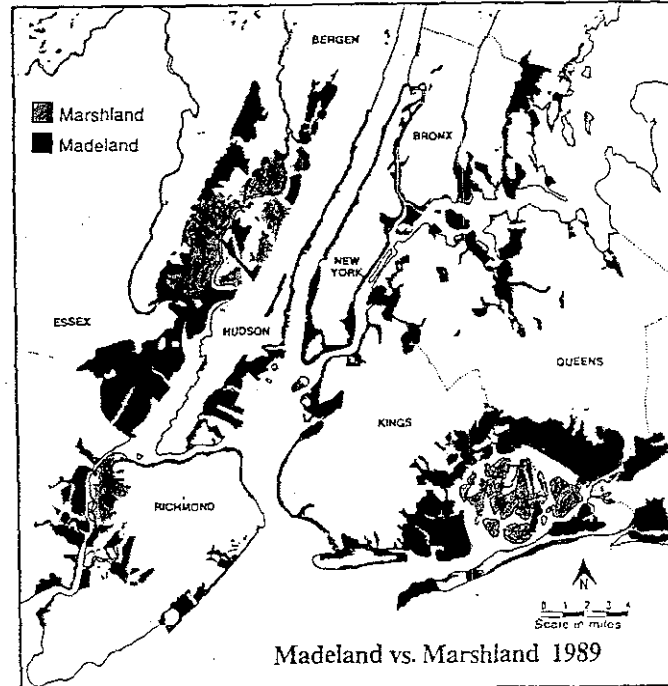 BERGEN
Marshland
Madeland
BRONX
NEW
YORK
ESSEX
HUDSON
QUEENS
KINGS
RICHMOND
N
0 1 2 3 4
Scale in miles
Madeland vs. Marshland 1989